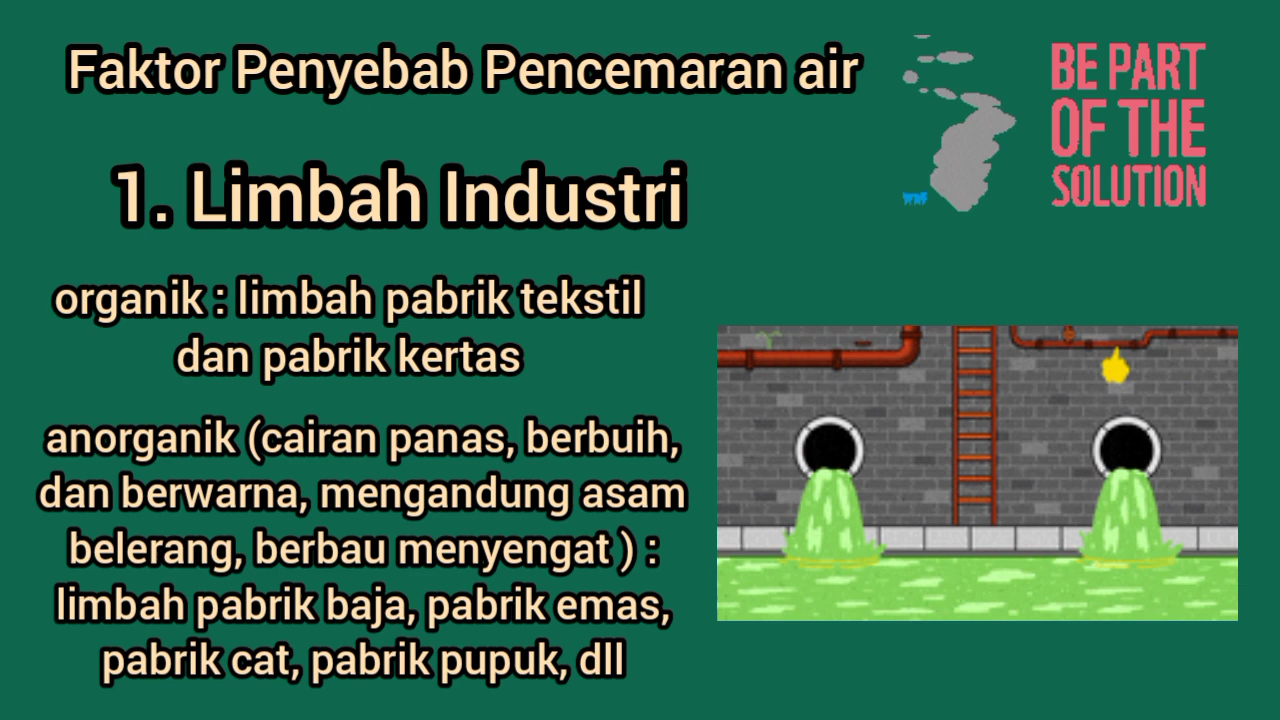 Faktor Penyebab Pencemaran air
BE PART
OF THE
SOLUTION
WWF
1. Limbah Industri
organik : limbah pabrik tekstil
dan pabrik kertas
anorganik (cairan panas, berbuih,
dan berwarna, mengandung asam
belerang, berbau menyengat ) :
limbah pabrik baja, pabrik emas,
pabrik cat, pabrik pupuk, dll